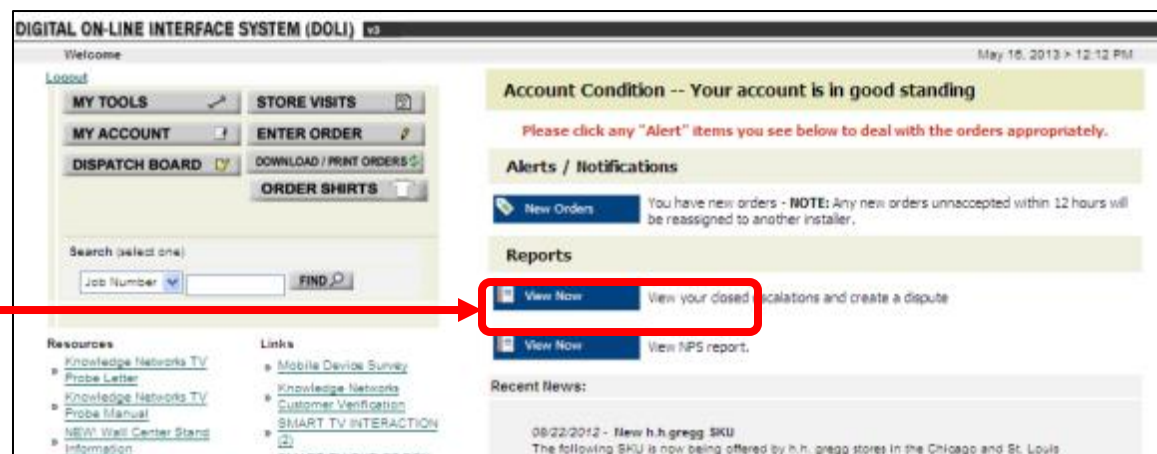 DIGITAL ON-LINE INTERFACE SYSTEM (DOLI) v3
Welcome
May 16, 2013 > 12:12 PM
Logout
MY TOOLS
STORE VISITS
MY ACCOUNT
ENTER ORDER
DISPATCH BOARD
DOWNLOAD / PRINT ORDERS
ORDER SHIRTS
Search (select one)
Job Number
FIND
Resources
Knowledge Networks TV
Probe Letter
Knowledge Networks TV
Probe Manual
NEW! Wall Center Stand
Information
Links
Mobile Device Survey
Knowledge Networks
Customer Verification
SMART TV INTERACTION
(2)
Account Condition -- Your account is in good standing
Please click any "Alert" items you see below to deal with the orders appropriately.
Alerts / Notifications
New Orders
You have new orders - NOTE: Any new orders unnaccepted within 12 hours will
be reassigned to another installer.
Reports
View Now
View your closed escalations and create a dispute
View Now
View NPS report.
Recent News:
08/22/2012 - New h.h.gregg SKU
The following SKU is now being offered by h.h. gregg stores in the Chicago and St. Louis